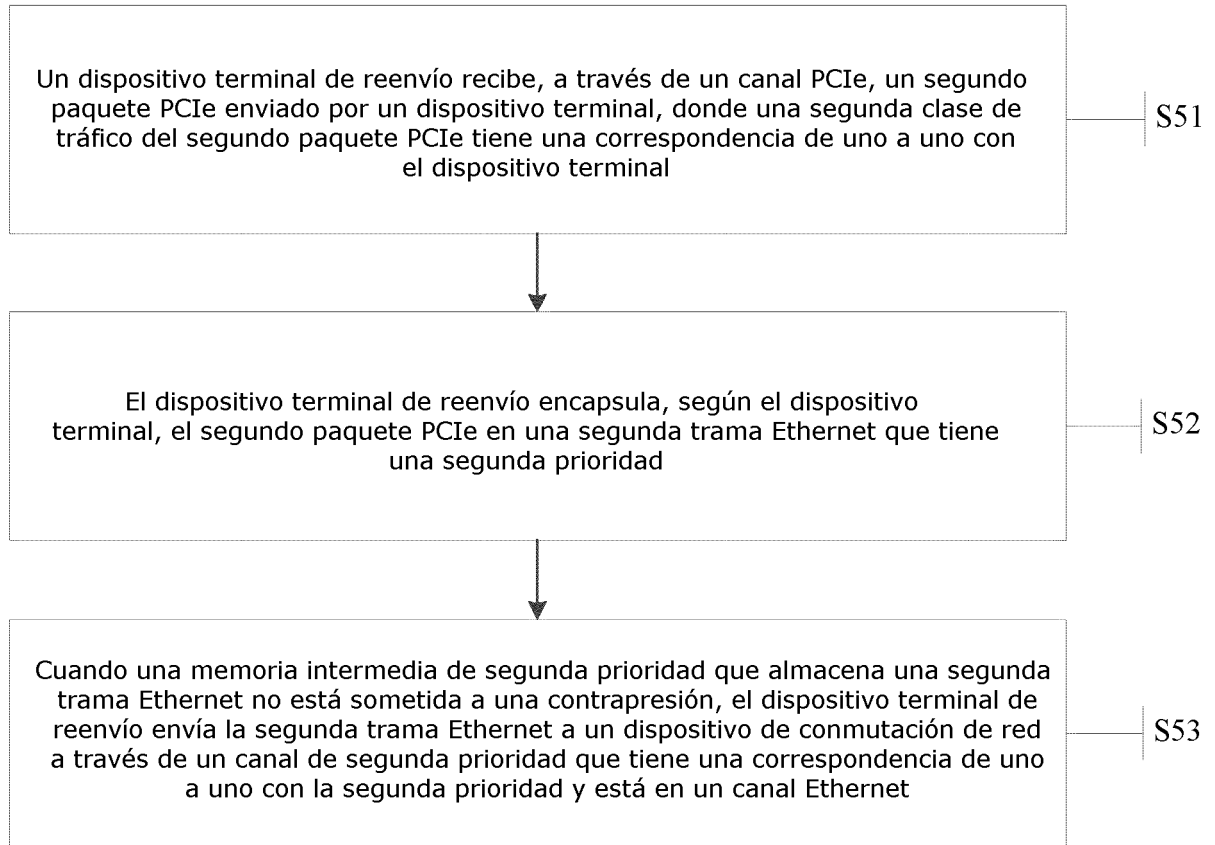 Un dispositivo terminal de reenvío recibe, a través de un canal PCIe, un segundo
paquete PCIe enviado por un dispositivo terminal, donde una segunda clase de
tráfico del segundo paquete PCIe tiene una correspondencia de uno a uno con
el dispositivo terminal
S51
El dispositivo terminal de reenvío encapsula, según el dispositivo
terminal, el segundo paquete PCIe en una segunda trama Ethernet que tiene
una segunda prioridad
S52
Cuando una memoria intermedia de segunda prioridad que almacena una segunda
trama Ethernet no está sometida a una contrapresión, el dispositivo terminal de
reenvío envía la segunda trama Ethernet a un dispositivo de conmutación de red
a través de un canal de segunda prioridad que tiene una correspondencia de uno
a uno con la segunda prioridad y está en un canal Ethernet
S53